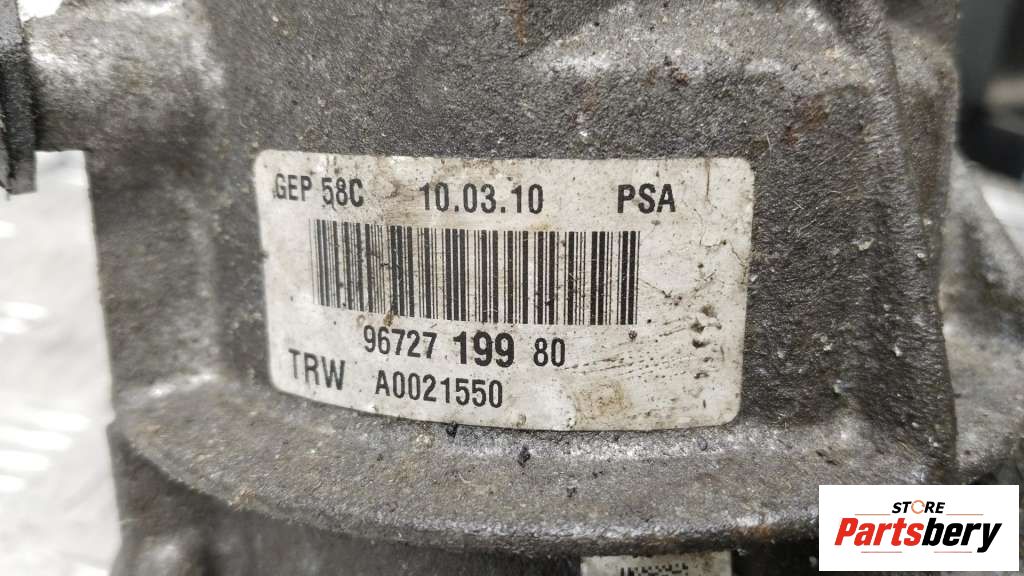 GEP 58C 10.03.10 PSA
96727 199 80
TRW A0021550
STORE
Partsbery